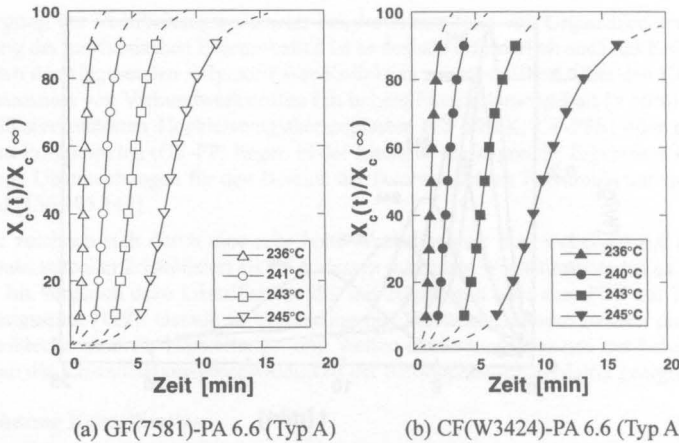 100
80
60
40
20
0
X_c(t)/X_c(∞)
236°C
241°C
243°C
245°C
0 5 10 15 20
Zeit [min]
(a) GF(7581)-PA 6.6 (Typ A)
100
80
60
40
20
0
X_c(t)/X_c(∞)
236°C
240°C
243°C
245°C
0 5 10 15 20
Zeit [min]
(b) CF(W3424)-PA 6.6 (Typ A